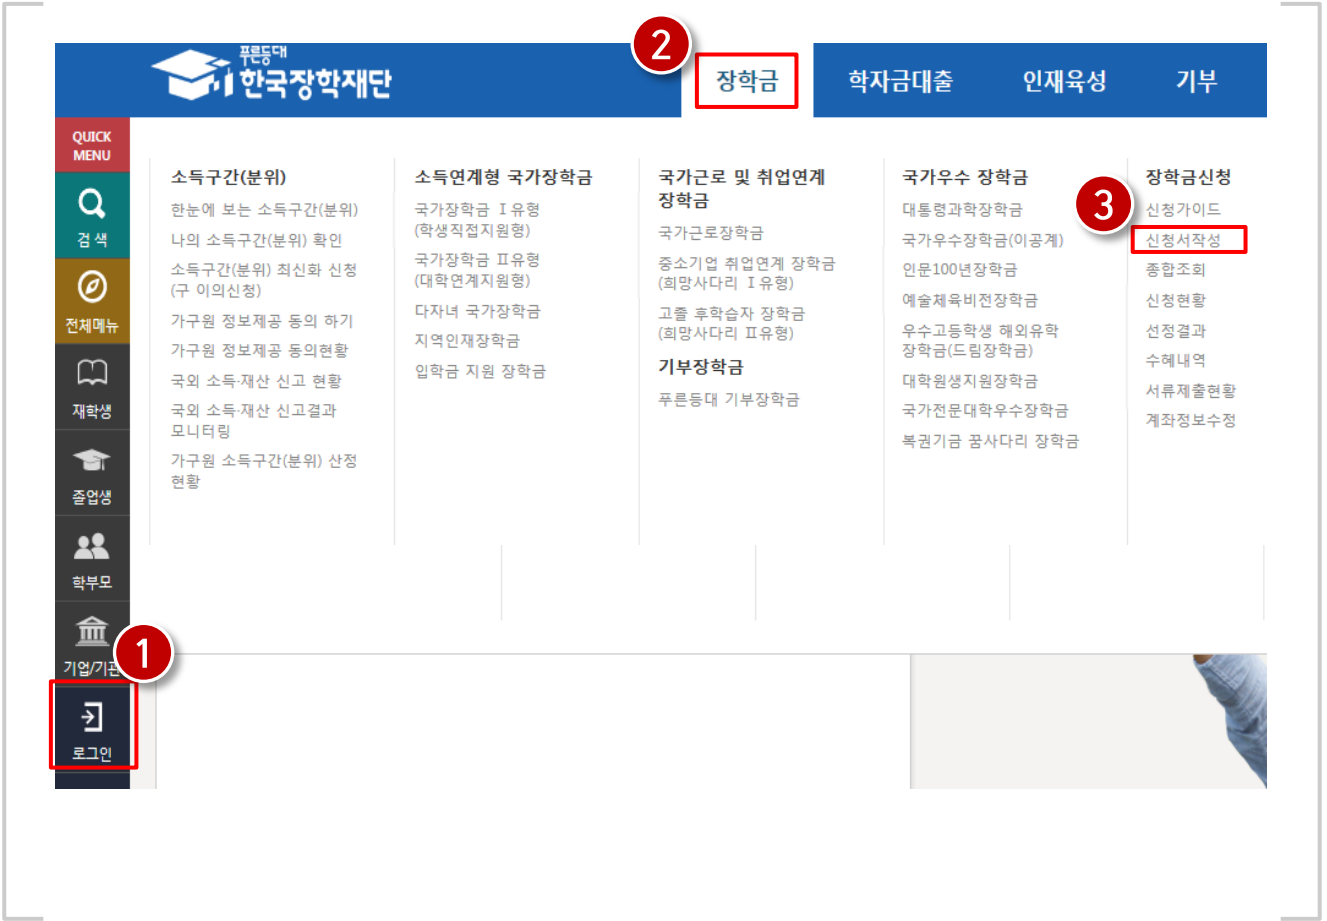 푸른등대
한국장학재단
2
장학금
학자금대출
인재육성
기부
QUICK
MENU
검색
전체메뉴
재학생
졸업생
학부모
기업/기관
1
로그인
소득구간(분위)
한눈에 보는 소득구간(분위)
나의 소득구간(분위) 확인
소득구간(분위) 최신화 신청
(구 이의신청)
가구원 정보제공 동의 하기
가구원 정보제공 동의현황
국외 소득·재산 신고 현황
국외 소득·재산 신고결과
모니터링
가구원 소득구간(분위) 산정
현황
소득연계형 국가장학금
국가장학금 Ⅰ유형
(학생직접지원형)
국가장학금 Ⅱ유형
(대학연계지원형)
다자녀 국가장학금
지역인재장학금
입학금 지원 장학금
국가근로 및 취업연계
장학금
국가근로장학금
중소기업 취업연계 장학금
(희망사다리 Ⅰ유형)
고졸 후학습자 장학금
(희망사다리 Ⅱ유형)
기부장학금
푸른등대 기부장학금
국가우수 장학금
대통령과학장학금
국가우수장학금(이공계)
인문100년장학금
예술체육비전장학금
우수고등학생 해외유학
장학금(드림장학금)
대학원생지원장학금
국가전문대학우수장학금
복권기금 꿈사다리 장학금
3
장학금신청
신청가이드
신청서작성
종합조회
신청현황
선정결과
수혜내역
서류제출현황
계좌정보수정